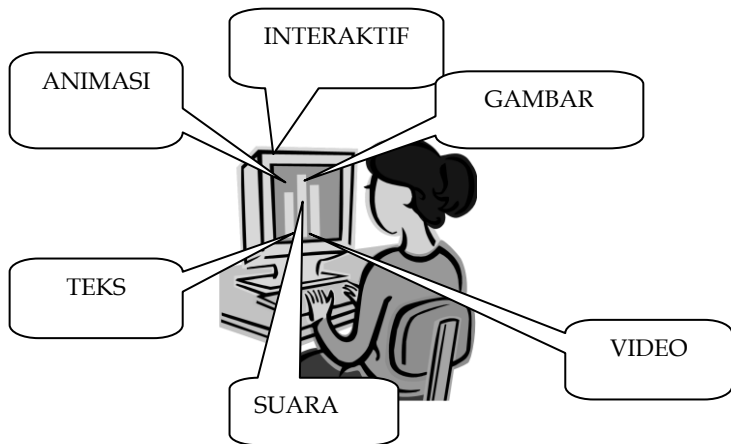 INTERAKTIF
ANIMASI
GAMBAR
TEKS
VIDEO
SUARA